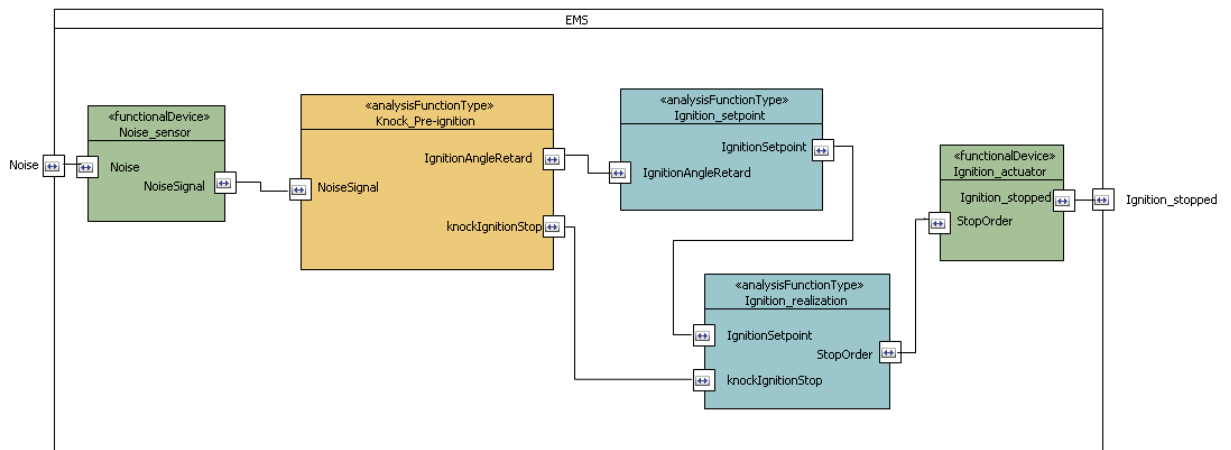 EMS
Noise
«functionalDevice»
Noise_sensor
Noise
NoiseSignal
«analysisFunctionType»
Knock_Pre-ignition
IgnitionAngleRetard
NoiseSignal
knockIgnitionStop
«analysisFunctionType»
Ignition_setpoint
IgnitionSetpoint
IgnitionAngleRetard
«analysisFunctionType»
Ignition_realization
IgnitionSetpoint
StopOrder
knockIgnitionStop
«functionalDevice»
Ignition_actuator
Ignition_stopped
StopOrder
Ignition_stopped